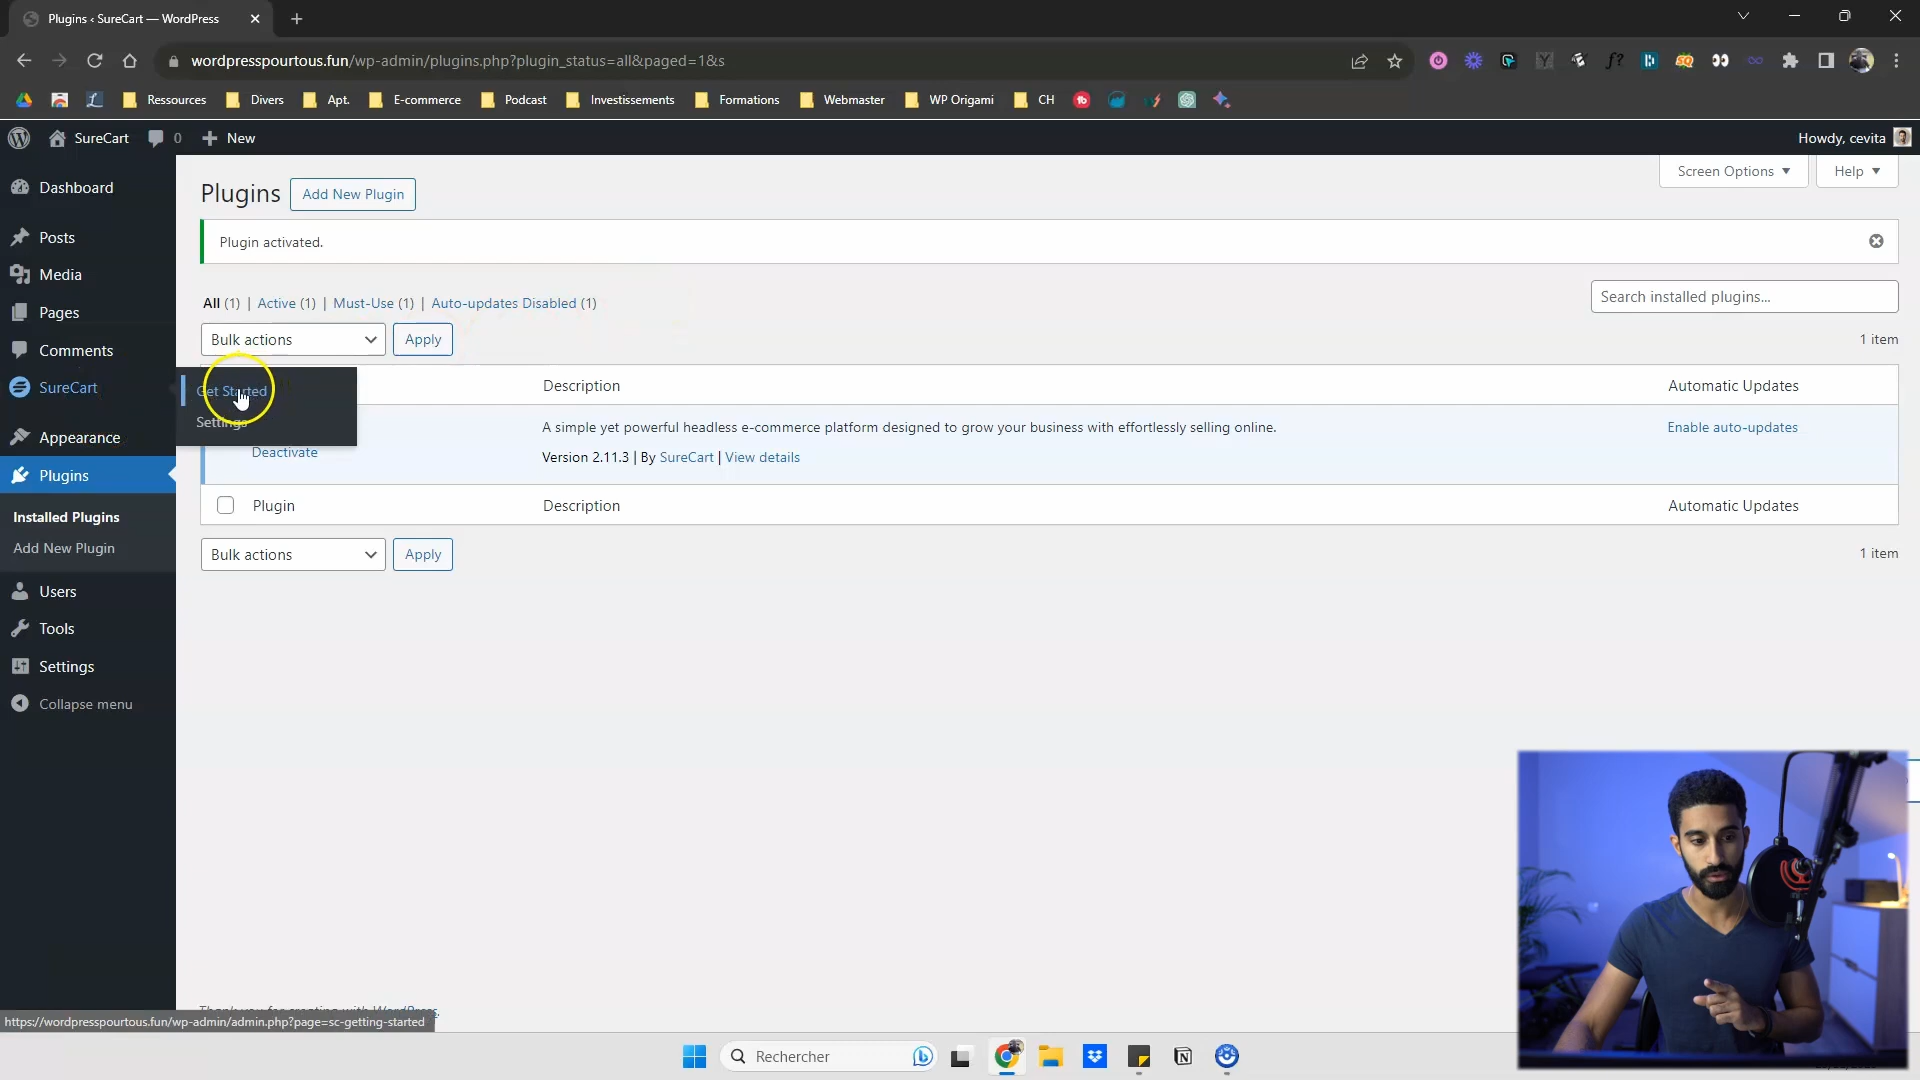 Plugins ‹ SureCart — WordPress
wordpresspourtous.fun/wp-admin/plugins.php?plugin_status=all&paged=1&s
Ressources
Divers
Apt.
E-commerce
Podcast
Investissements
Formations
Webmaster
WP Origami
CH
SureCart
0
New
Howdy, cevita
Dashboard
Posts
Media
Pages
Comments
SureCart
Appearance
Plugins
Installed Plugins
Add New Plugin
Users
Tools
Settings
Collapse menu
Get Started
Settings
Plugins
Add New Plugin
Screen Options
Help
Plugin activated.
All (1) | Active (1) | Must-Use (1) | Auto-updates Disabled (1)
Search installed plugins...
Bulk actions
Apply
1 item
Description
Automatic Updates
A simple yet powerful headless e-commerce platform designed to grow your business with effortlessly selling online.
Enable auto-updates
Deactivate
Version 2.11.3 | By SureCart | View details
Plugin
Description
Automatic Updates
Bulk actions
Apply
1 item
Thank you for creating with WordPress.
https://wordpresspourtous.fun/wp-admin/admin.php?page=sc-getting-started
Rechercher